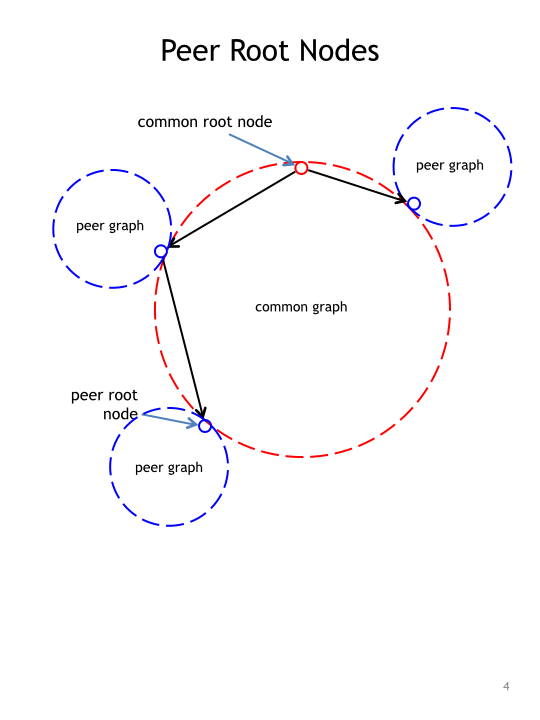 Peer Root Nodes
common root node
peer graph
peer graph
common graph
peer root
node
peer graph
4